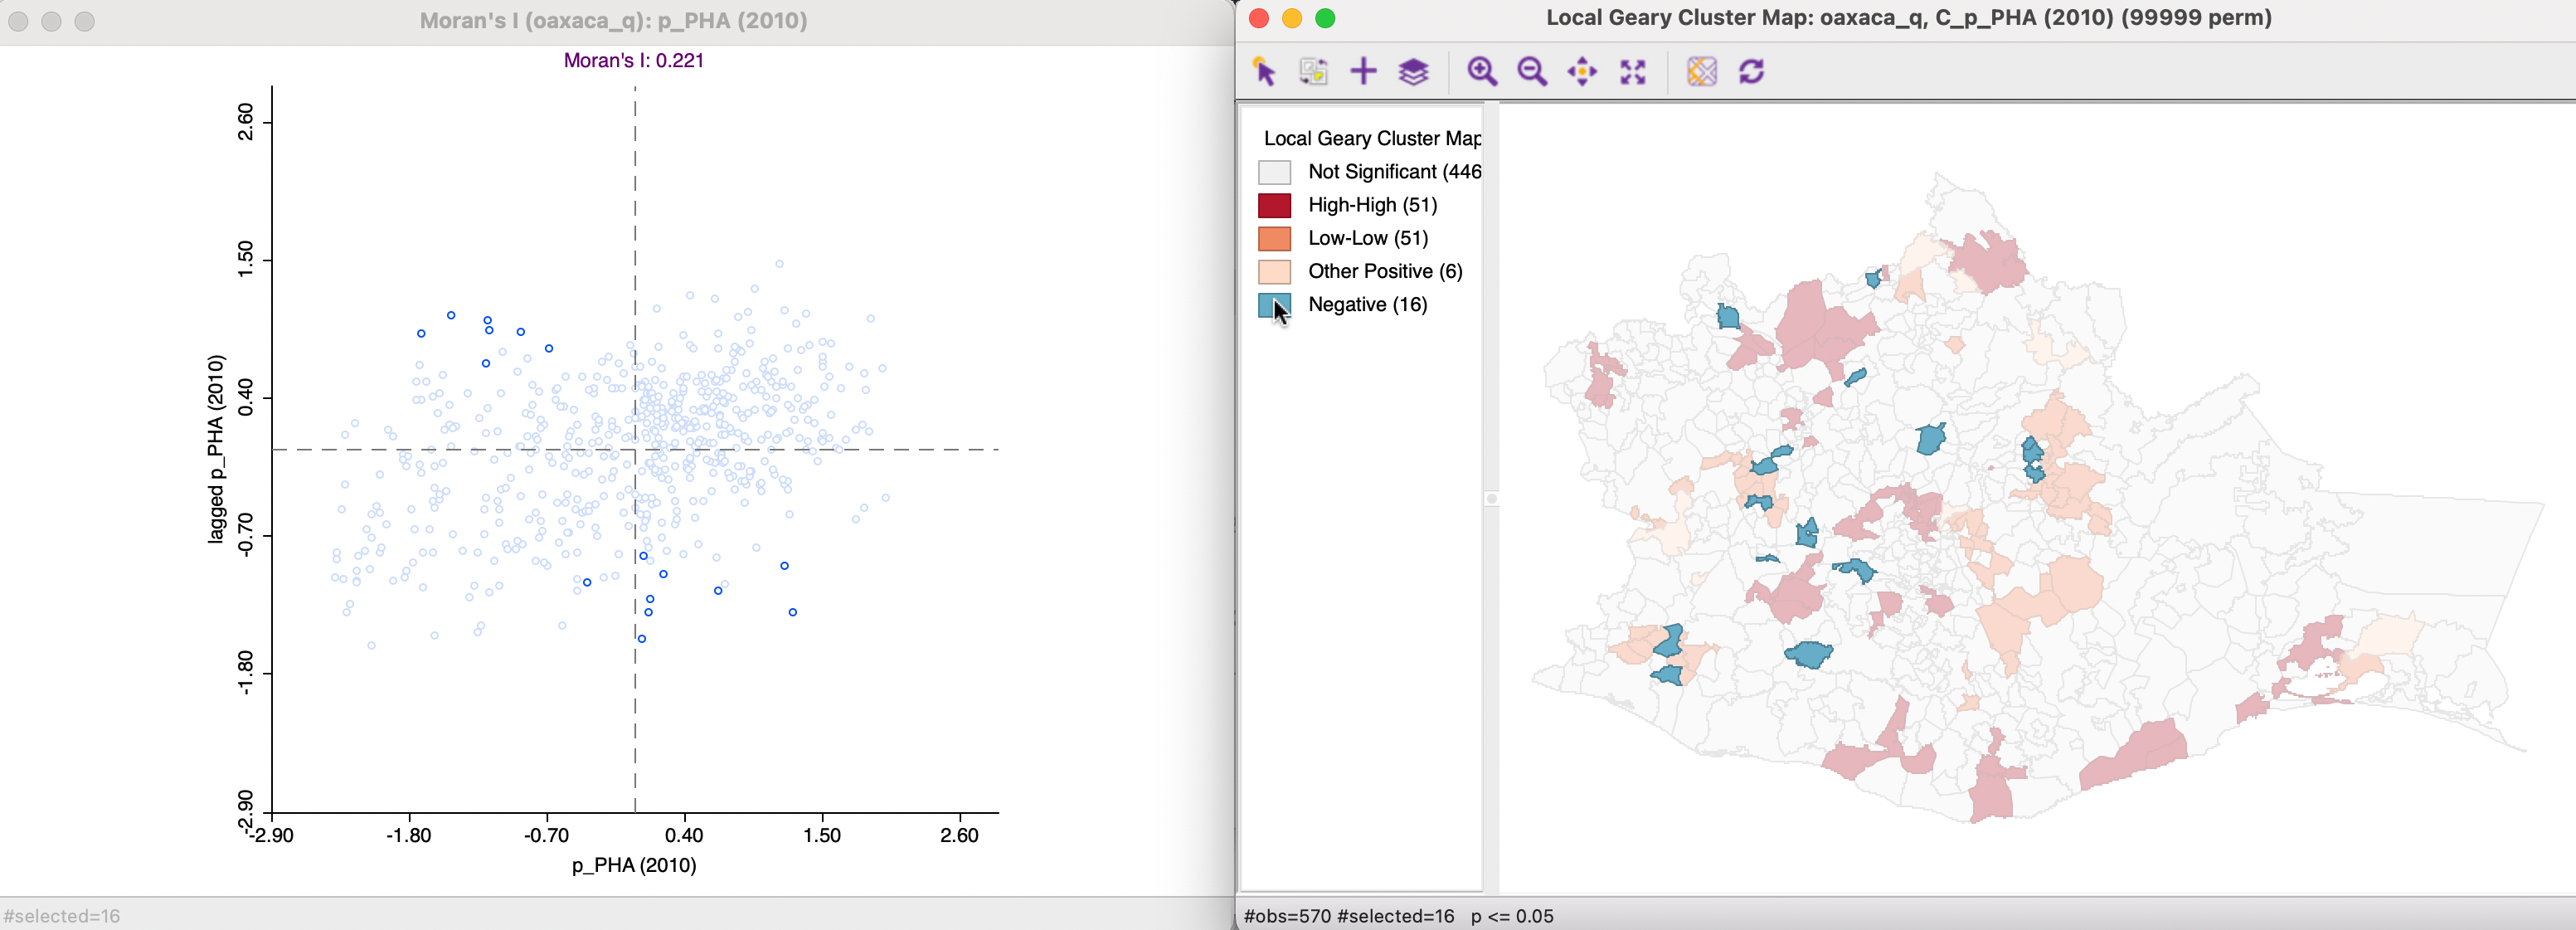 Moran's I (oaxaca_q): p_PHA (2010)
Moran's I: 0.221
2.60
1.50
0.40
-0.70
-1.80
-2.90
lagged p_PHA (2010)
-2.90 -1.80 -0.70 0.40 1.50 2.60
p_PHA (2010)
#selected=16
Local Geary Cluster Map: oaxaca_q, C_p_PHA (2010) (99999 perm)
Local Geary Cluster Map
Not Significant (446
High-High (51)
Low-Low (51)
Other Positive (6)
Negative (16)
#obs=570 #selected=16 p <= 0.05